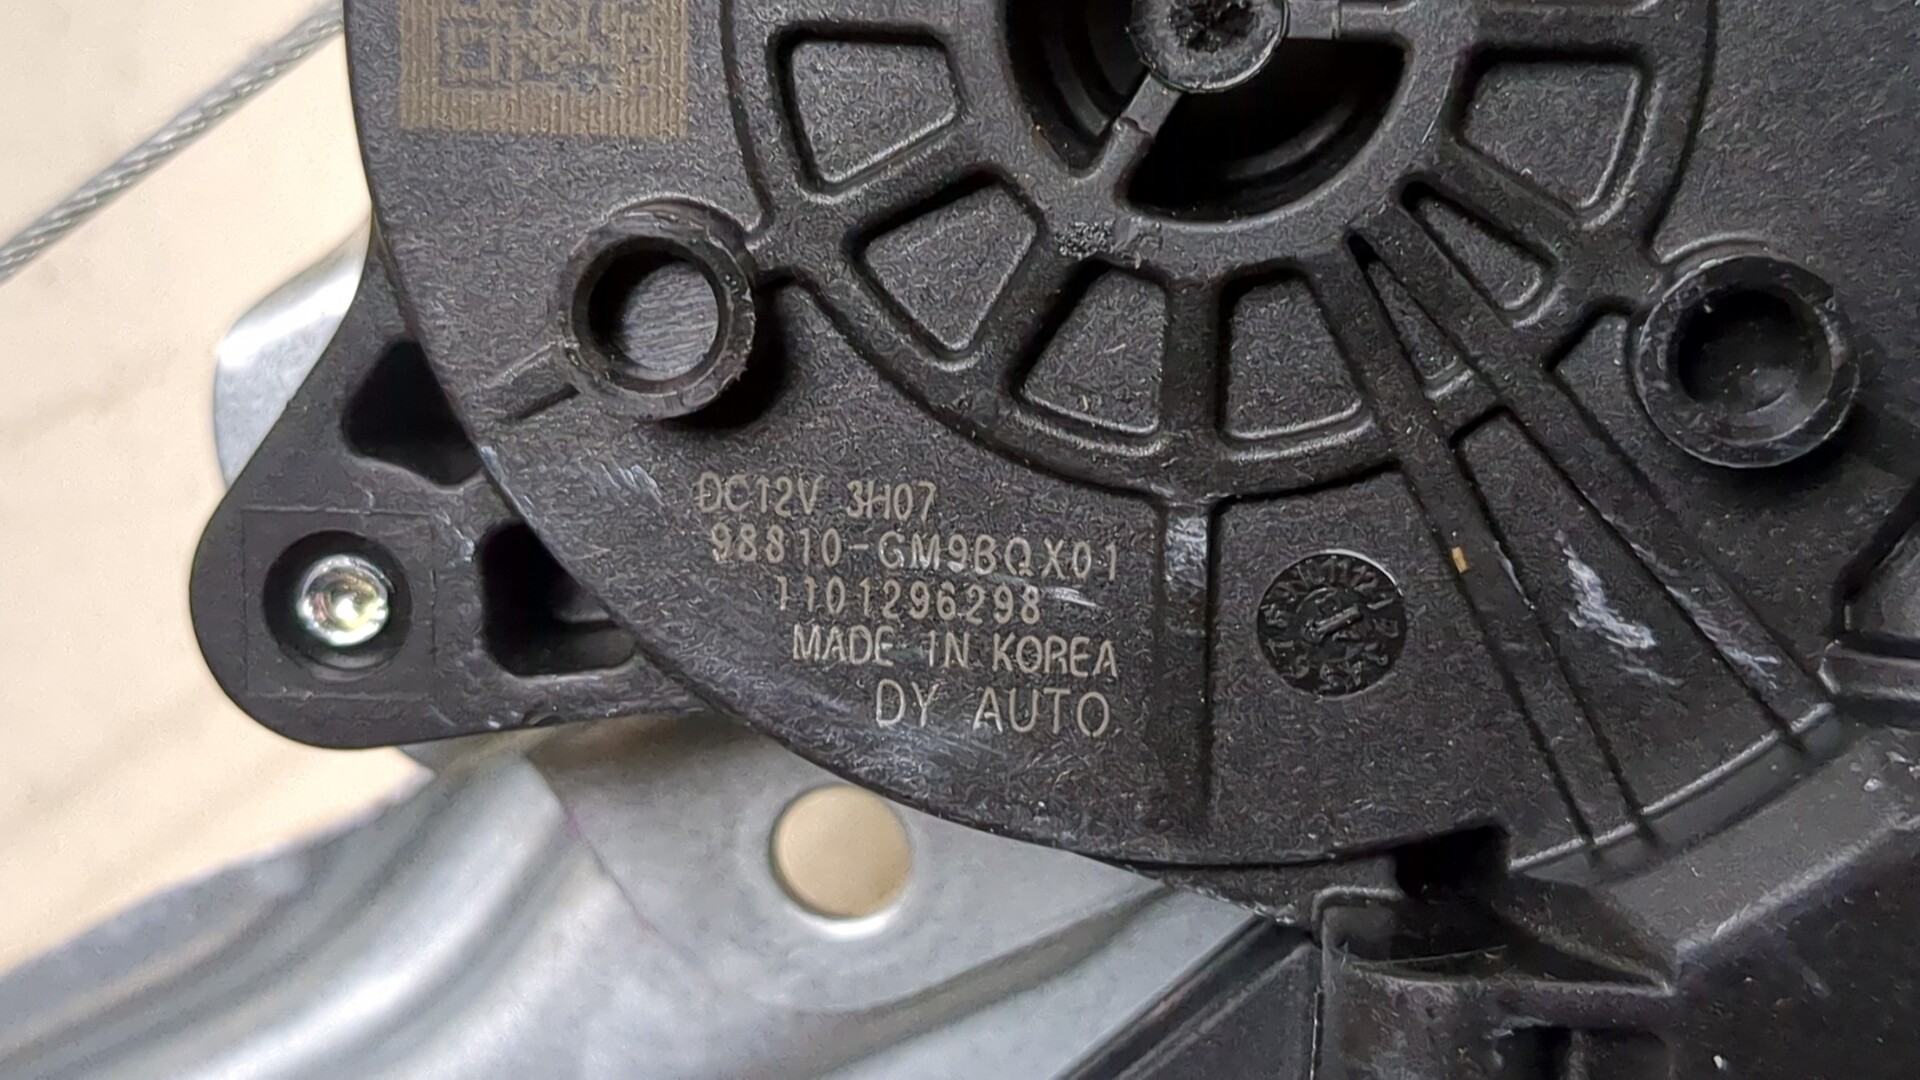 DC12V 3H07
98810-GM9BQX01
1101296298
MADE IN KOREA
DY AUTO